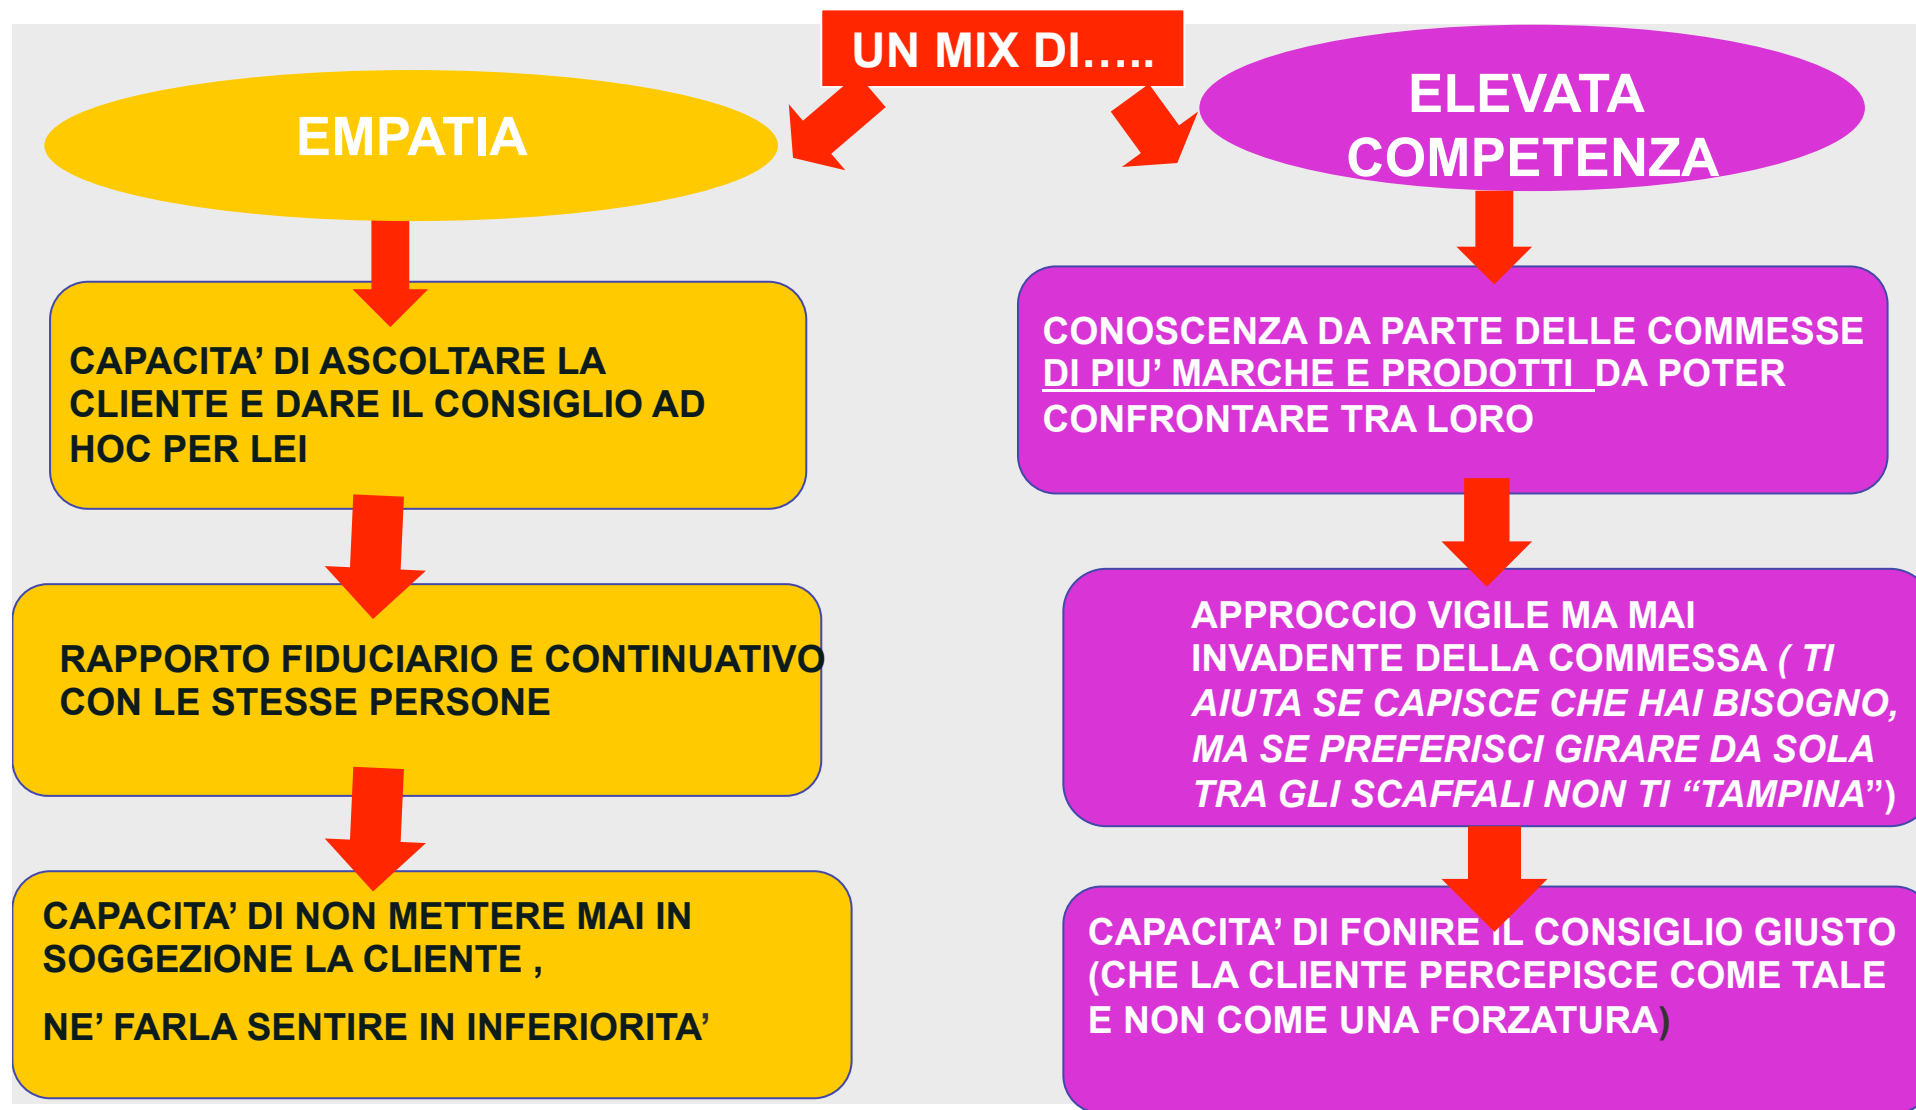 UN MIX DI…..
EMPATIA
CAPACITA’ DI ASCOLTARE LA
CLIENTE E DARE IL CONSIGLIO AD
HOC PER LEI
RAPPORTO FIDUCIARIO E CONTINUATIVO
CON LE STESSE PERSONE
CAPACITA’ DI NON METTERE MAI IN
SOGGEZIONE LA CLIENTE ,
NE’ FARLA SENTIRE IN INFERIORITA’
ELEVATA
COMPETENZA
CONOSCENZA DA PARTE DELLE COMMESSE
DI PIU’ MARCHE E PRODOTTI DA POTER
CONFRONTARE TRA LORO
APPROCCIO VIGILE MA MAI
INVADENTE DELLA COMMESSA ( TI
AIUTA SE CAPISCE CHE HAI BISOGNO,
MA SE PREFERISCI GIRARE DA SOLA
TRA GLI SCAFFALI NON TI “TAMPINA”)
CAPACITA’ DI FONIRE IL CONSIGLIO GIUSTO
(CHE LA CLIENTE PERCEPISCE COME TALE
E NON COME UNA FORZATURA)